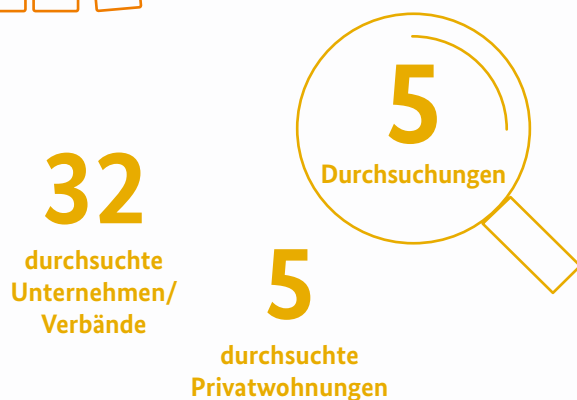 5
Durchsuchungen
32
durchsuchte
Unternehmen/
Verbände
5
durchsuchte
Privatwohnungen